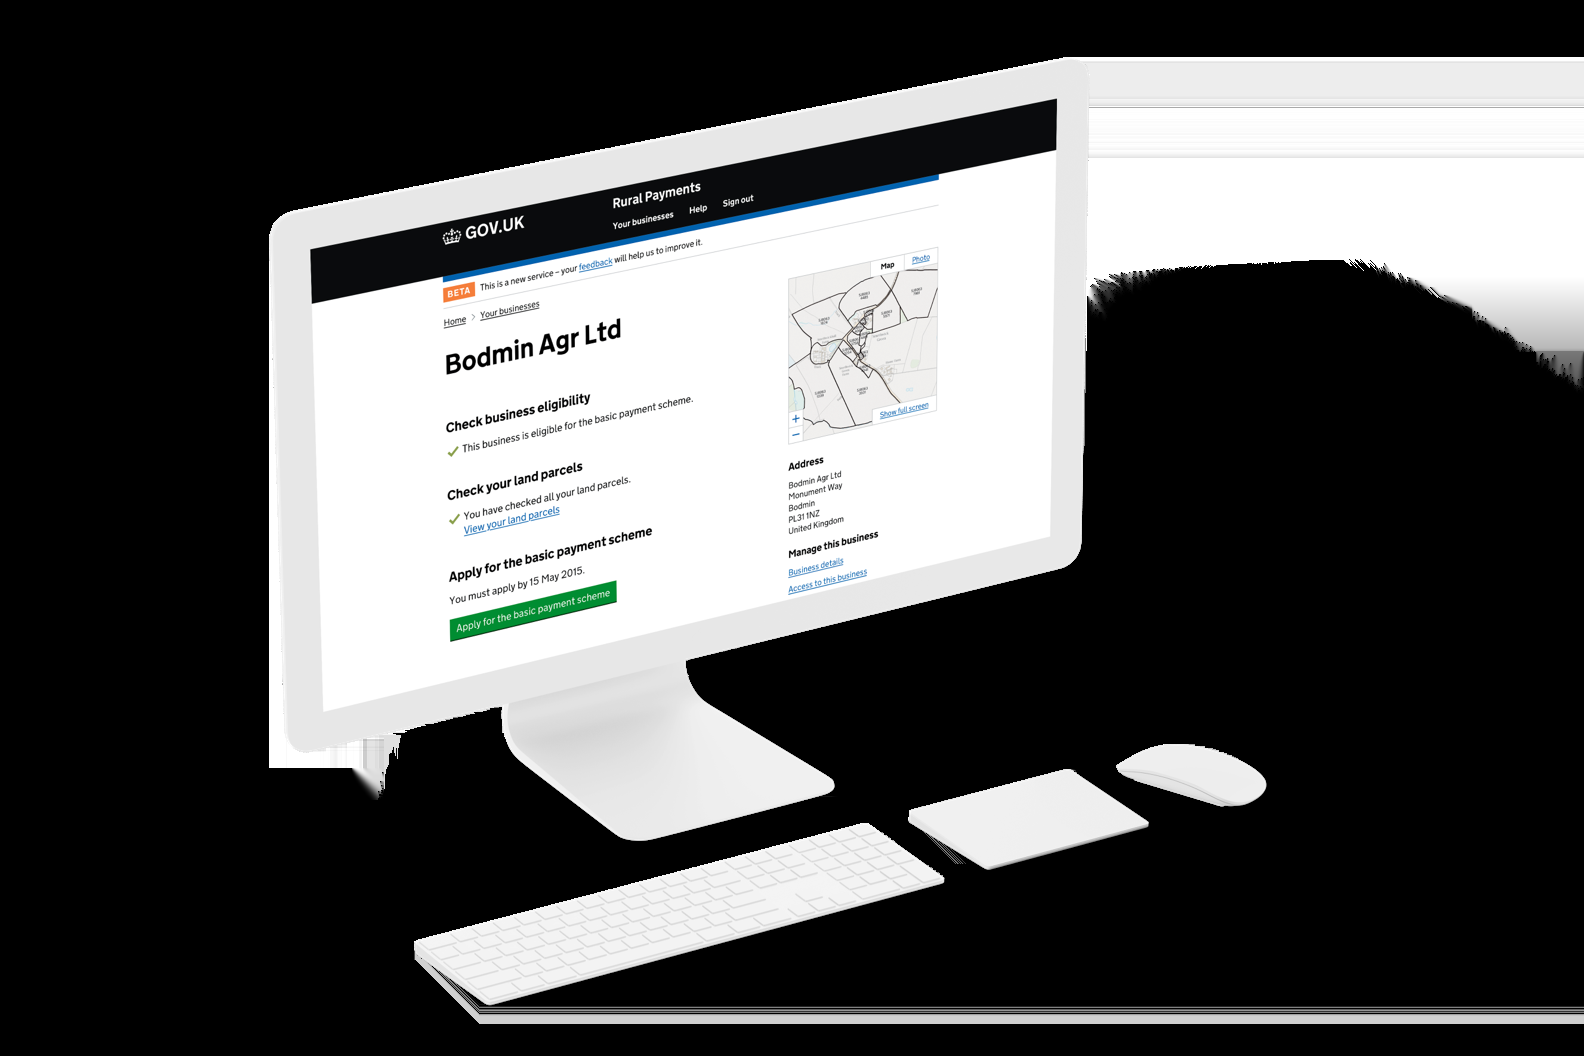 GOV.UK
Rural Payments
Your businesses Help Sign out
BETA This is a new service – your feedback will help us to improve it.
Home > Your businesses
Bodmin Agr Ltd
Check business eligibility
This business is eligible for the basic payment scheme.
Check your land parcels
You have checked all your land parcels.
View your land parcels
Apply for the basic payment scheme
You must apply by 15 May 2015.
Apply for the basic payment scheme
Map Photo
+
−
Show full screen
Address
Bodmin Agr Ltd
Monument Way
Bodmin
PL31 1NZ
United Kingdom
Manage this business
Business details
Access to this business